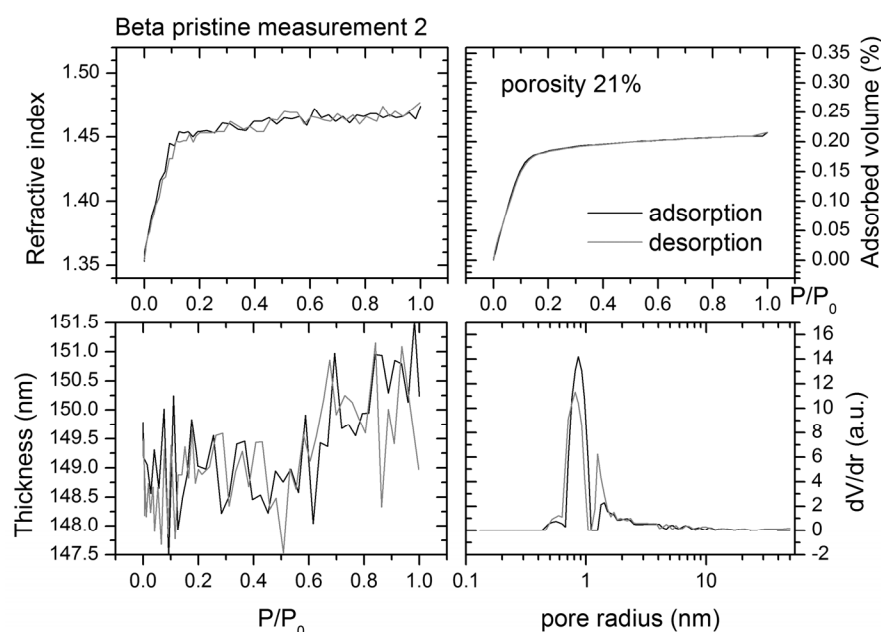 Beta pristine measurement 2
Refractive index
1.50
1.45
1.40
1.35
0.0 0.2 0.4 0.6 0.8 1.0
porosity 21%
adsorption
desorption
0.35
0.30
0.25
0.20
0.15
0.10
0.05
0.00
Adsorbed volume (%)
0.0 0.2 0.4 0.6 0.8 1.0
P/P0
Thickness (nm)
151.5
151.0
150.5
150.0
149.5
149.0
148.5
148.0
147.5
0.0 0.2 0.4 0.6 0.8 1.0
P/P0
16
14
12
10
8
6
4
2
0
-2
dV/dr (a.u.)
0.1 1 10
pore radius (nm)